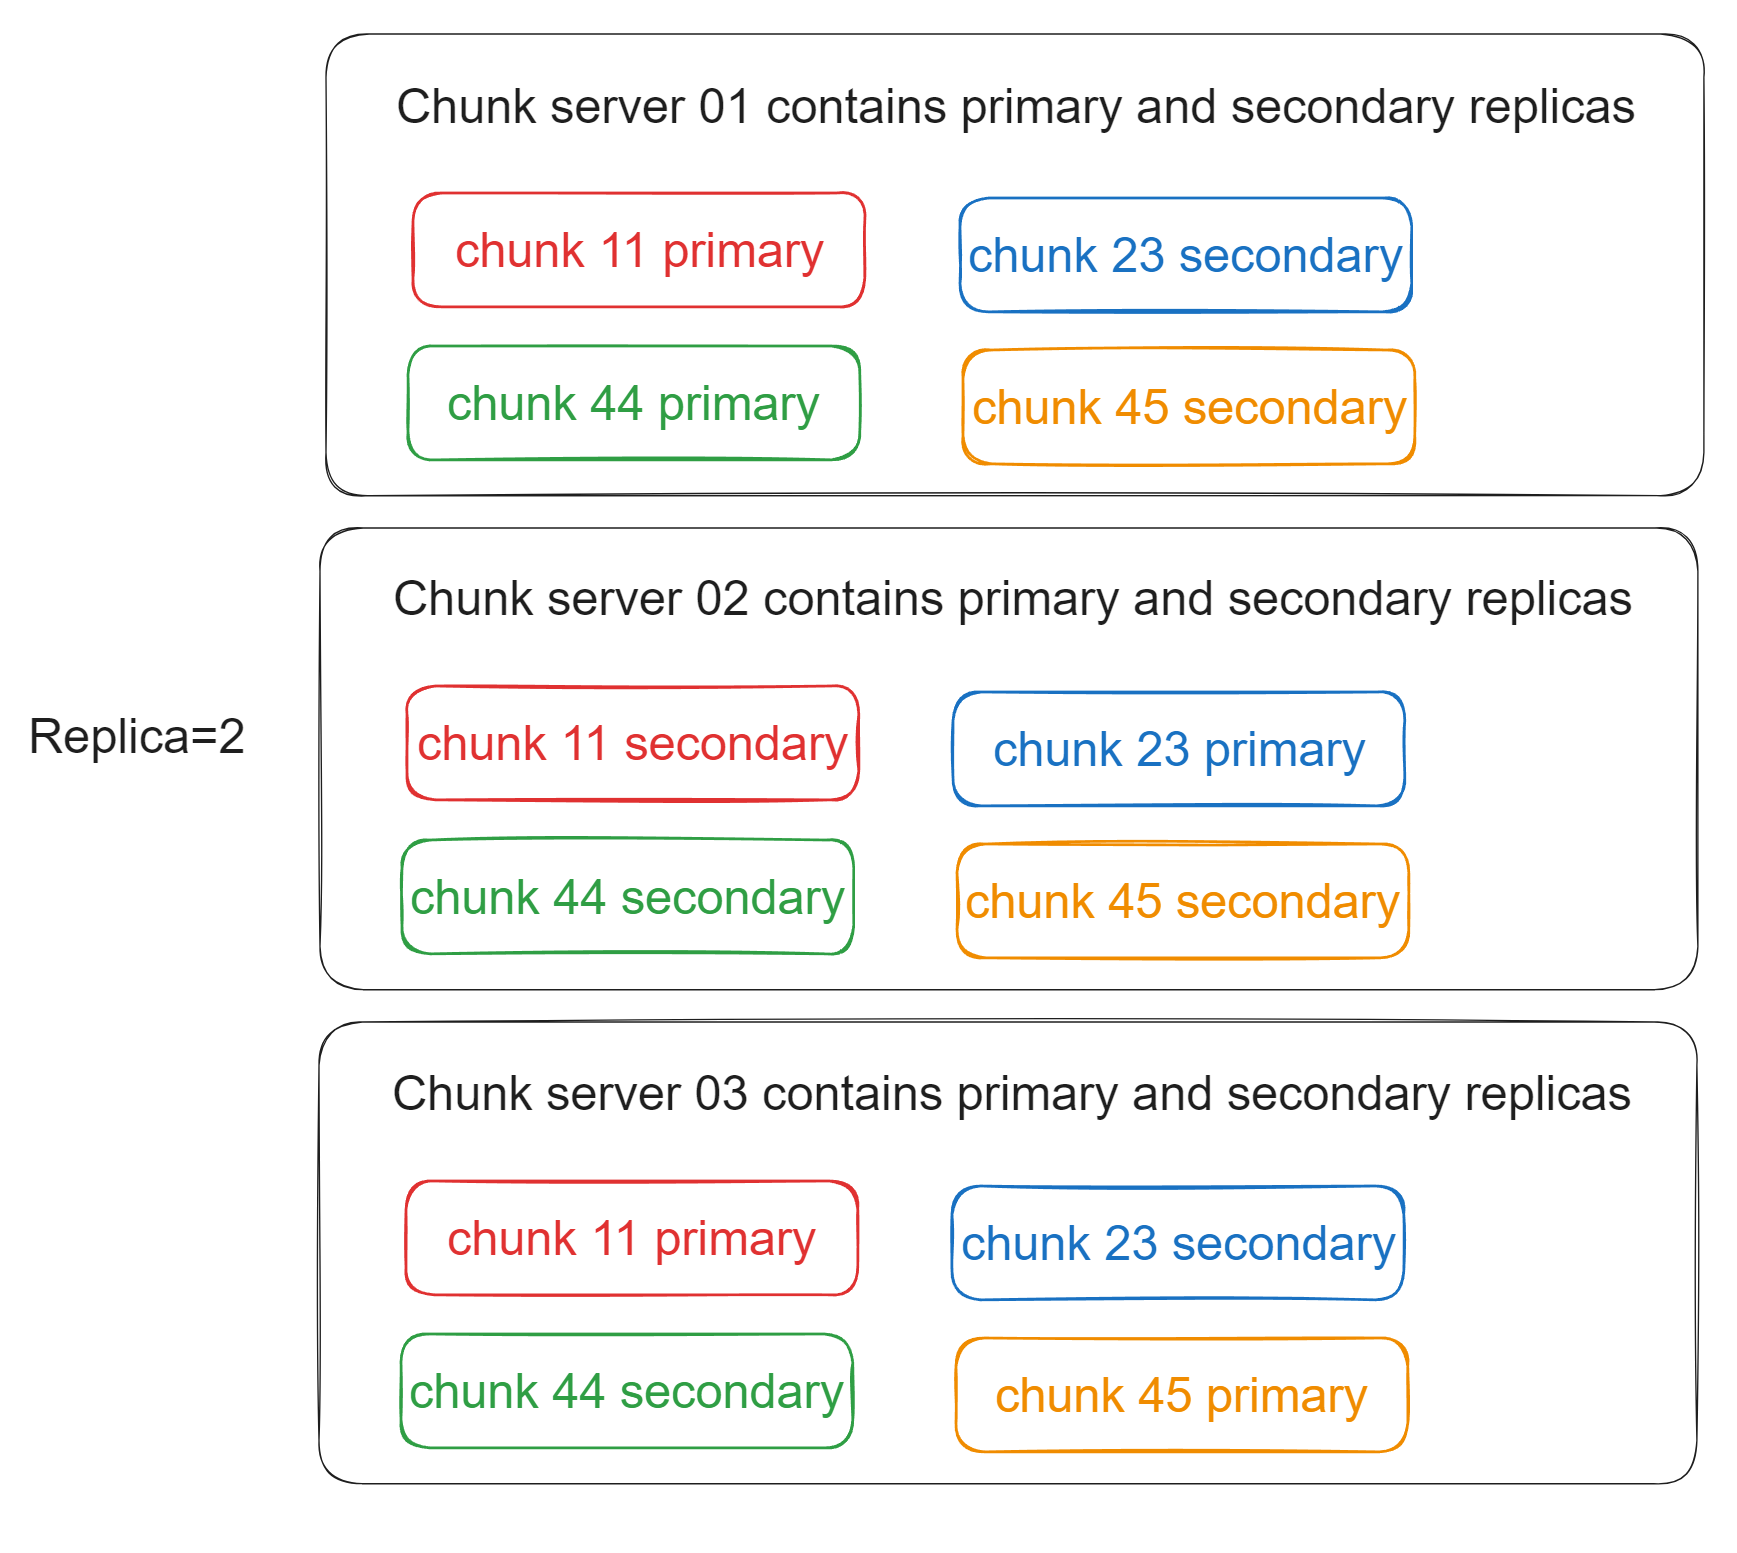 Chunk server 01 contains primary and secondary replicas
chunk 11 primary
chunk 23 secondary
chunk 44 primary
chunk 45 secondary
Chunk server 02 contains primary and secondary replicas
Replica=2
chunk 11 secondary
chunk 23 primary
chunk 44 secondary
chunk 45 secondary
Chunk server 03 contains primary and secondary replicas
chunk 11 primary
chunk 23 secondary
chunk 44 secondary
chunk 45 primary